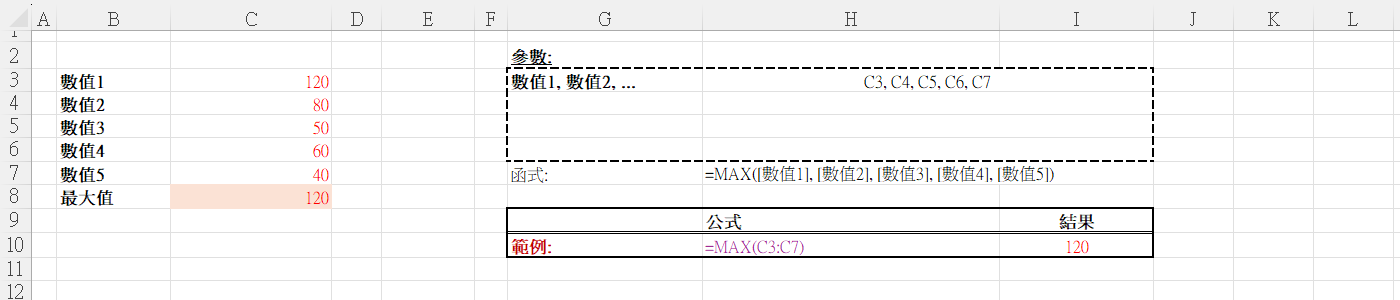 A B C D E F G H I J K L
1
2 參數:
3 數值1 120 數值1, 數值2, ... C3, C4, C5, C6, C7
4 數值2 80
5 數值3 50
6 數值4 60
7 數值5 40 函式: =MAX([數值1], [數值2], [數值3], [數值4], [數值5])
8 最大值 120
9 公式 結果
10 範例: =MAX(C3:C7) 120
11
12